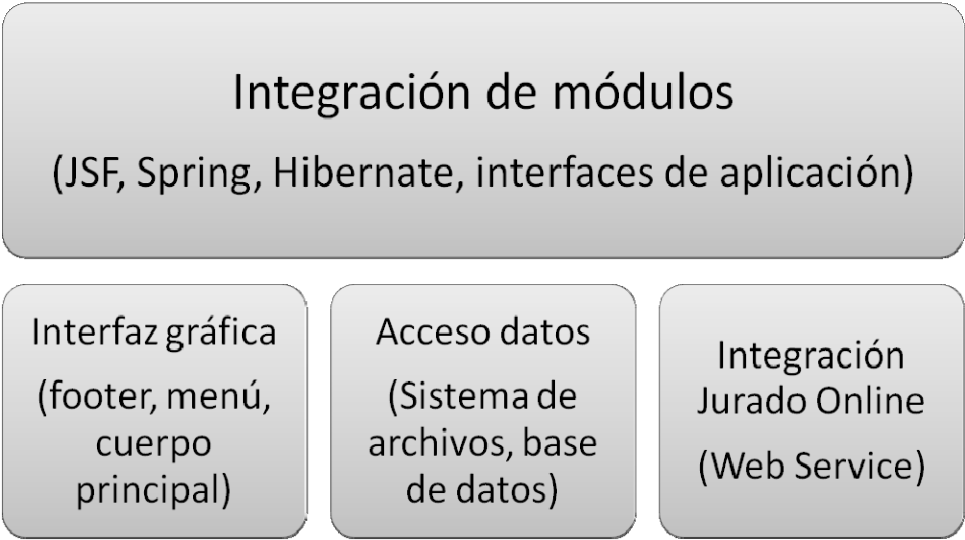 Integración de módulos
(JSF, Spring, Hibernate, interfaces de aplicación)
Interfaz gráfica
(footer, menú,
cuerpo
principal)
Acceso datos
(Sistema de
archivos, base
de datos)
Integración
Jurado Online
(Web Service)